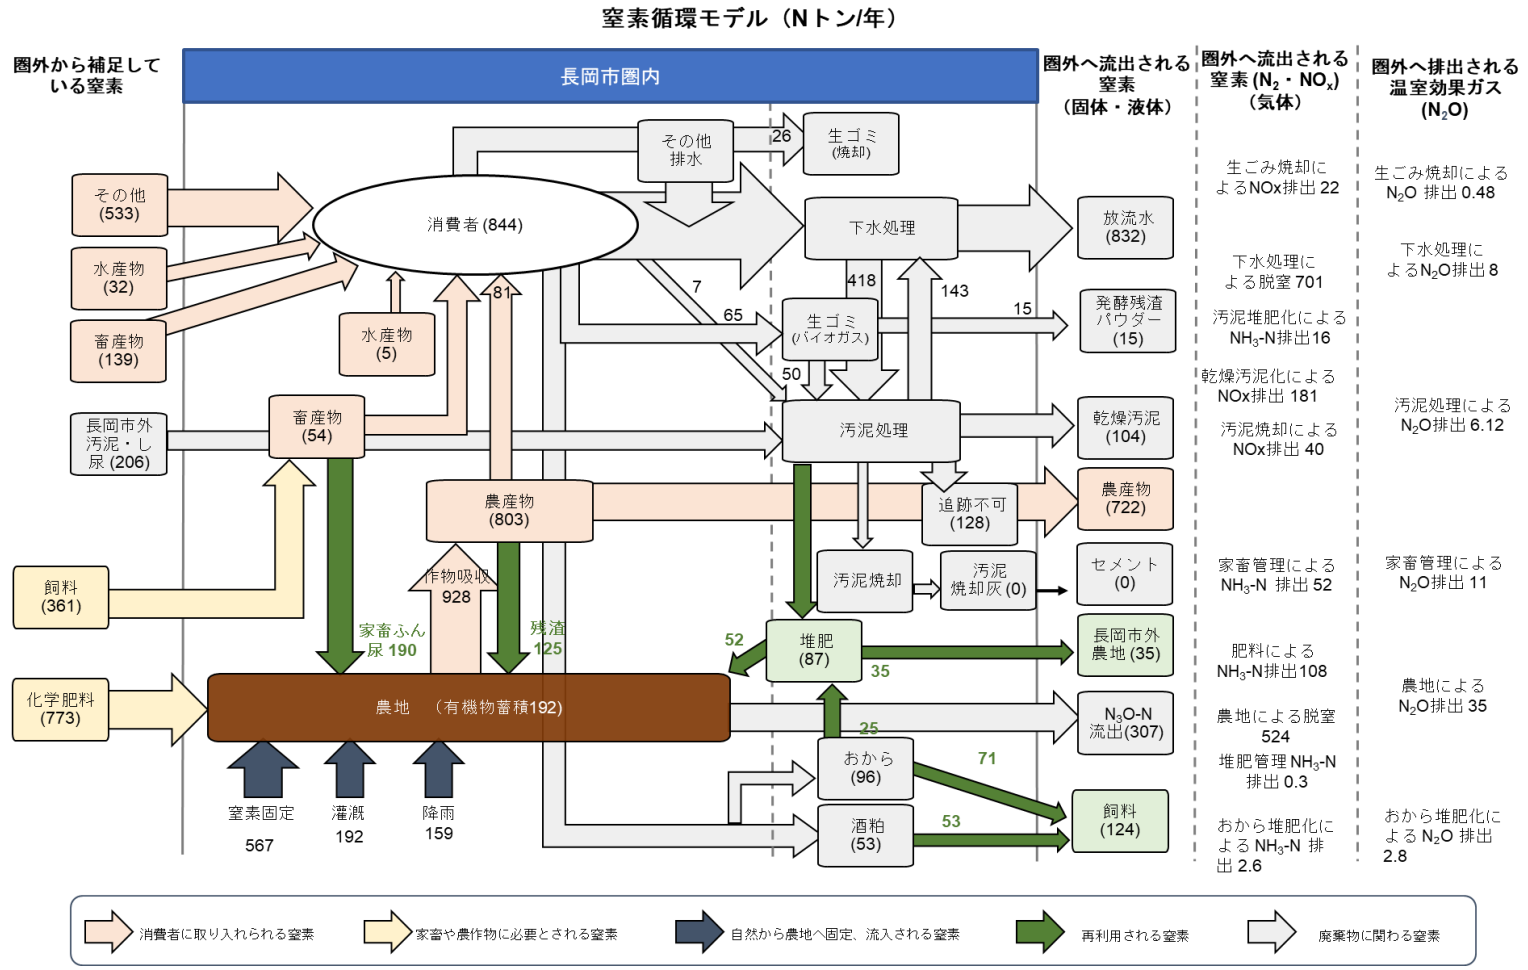 窒素循環モデル（Nトン/年）
圏外から補足して
いる窒素
長岡市圏内
圏外へ流出される
窒素
（固体・液体）
圏外へ流出される
窒素 (N₂・NOₓ)
（気体）
圏外へ排出される
温室効果ガス
(N₂O)
その他
(533)
水産物
(32)
畜産物
(139)
長岡市外
汚泥・し
尿 (206)
飼料
(361)
化学肥料
(773)
消費者 (844)
水産物
(5)
畜産物
(54)
農産物
(803)
81
作物吸収
928
家畜ふん
尿 190
残渣
125
農地　（有機物蓄積192)
窒素固定
567
灌漑
192
降雨
159
その他
排水
26
生ゴミ
(焼却)
下水処理
418
143
7
65
生ゴミ
(バイオガス)
15
50
汚泥処理
追跡不可
(128)
汚泥焼却
汚泥
焼却灰 (0)
52
堆肥
(87)
35
25
おから
(96)
71
酒粕
(53)
53
放流水
(832)
発酵残渣
パウダー
(15)
乾燥汚泥
(104)
農産物
(722)
セメント
(0)
長岡市外
農地 (35)
N₃O-N
流出(307)
飼料
(124)
生ごみ焼却に
よるNOx排出 22
下水処理に
よる脱窒 701
汚泥堆肥化による
NH₃-N排出16
乾燥汚泥化による
NOx排出 181
汚泥焼却による
NOx排出 40
家畜管理による
NH₃-N 排出 52
肥料による
NH₃-N排出108
農地による脱窒
524
堆肥管理 NH₃-N
排出 0.3
おから堆肥化に
よる NH₃-N 排
出 2.6
生ごみ焼却による
N₂O 排出 0.48
下水処理に
よるN₂O排出 8
汚泥処理による
N₂O排出 6.12
家畜管理による
N₂O排出 11
農地による
N₂O排出 35
おから堆肥化に
よる N₂O 排出
2.8
消費者に取り入れられる窒素
家畜や農作物に必要とされる窒素
自然から農地へ固定、流入される窒素
再利用される窒素
廃棄物に関わる窒素